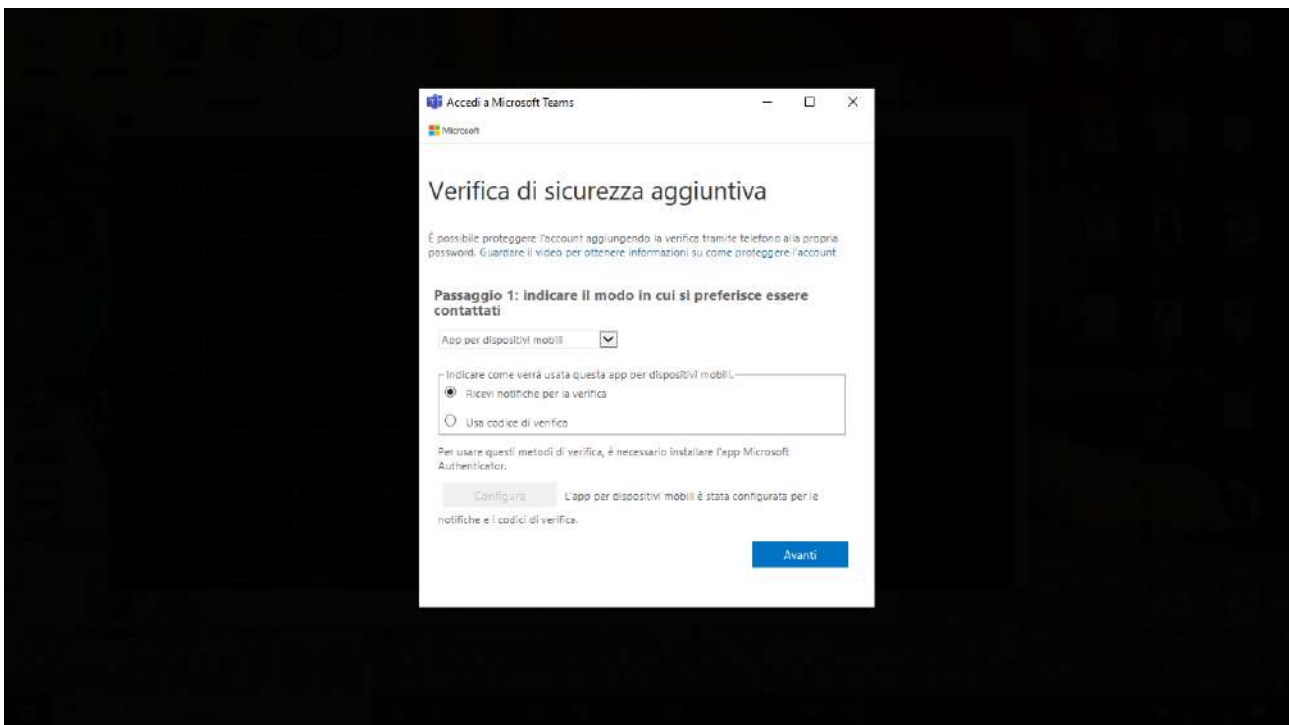 Accedi a Microsoft Teams
Microsoft
Verifica di sicurezza aggiuntiva
È possibile proteggere l'account aggiungendo la verifica tramite telefono alla propria
password. Guardare il video per ottenere informazioni su come proteggere l'account
Passaggio 1: indicare il modo in cui si preferisce essere
contattati
App per dispositivi mobili
Indicare come verrà usata questa app per dispositivi mobili.
Ricevi notifiche per la verifica
Usa codice di verifica
Per usare questi metodi di verifica, è necessario installare l'app Microsoft
Authenticator.
Configura L'app per dispositivi mobili è stata configurata per le
notifiche e i codici di verifica.
Avanti